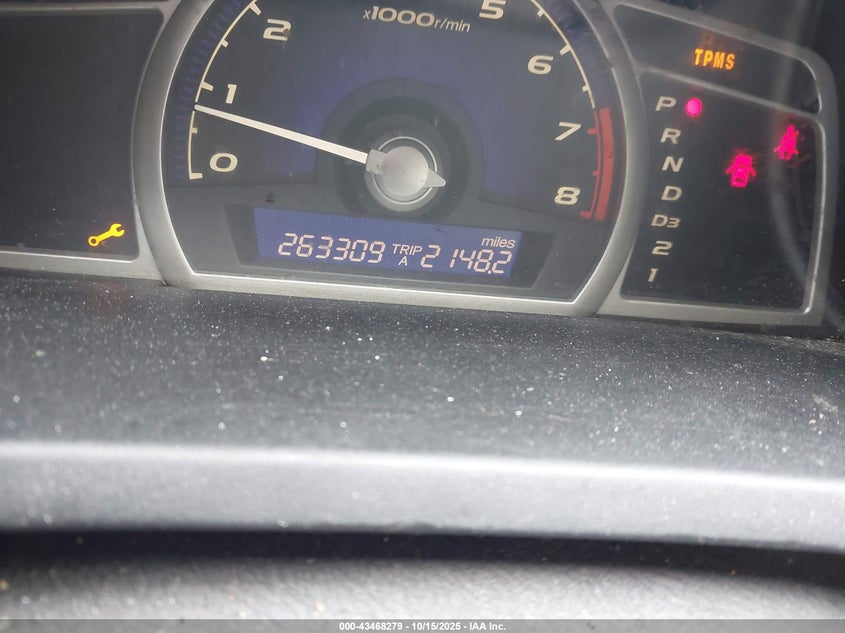 x1000r/min
0
1
2
5
6
7
8
263309 TRIP A 2148.2 miles
TPMS
P
R
N
D
D3
2
1
000-43468279 - 10/15/2025 - IAA Inc.